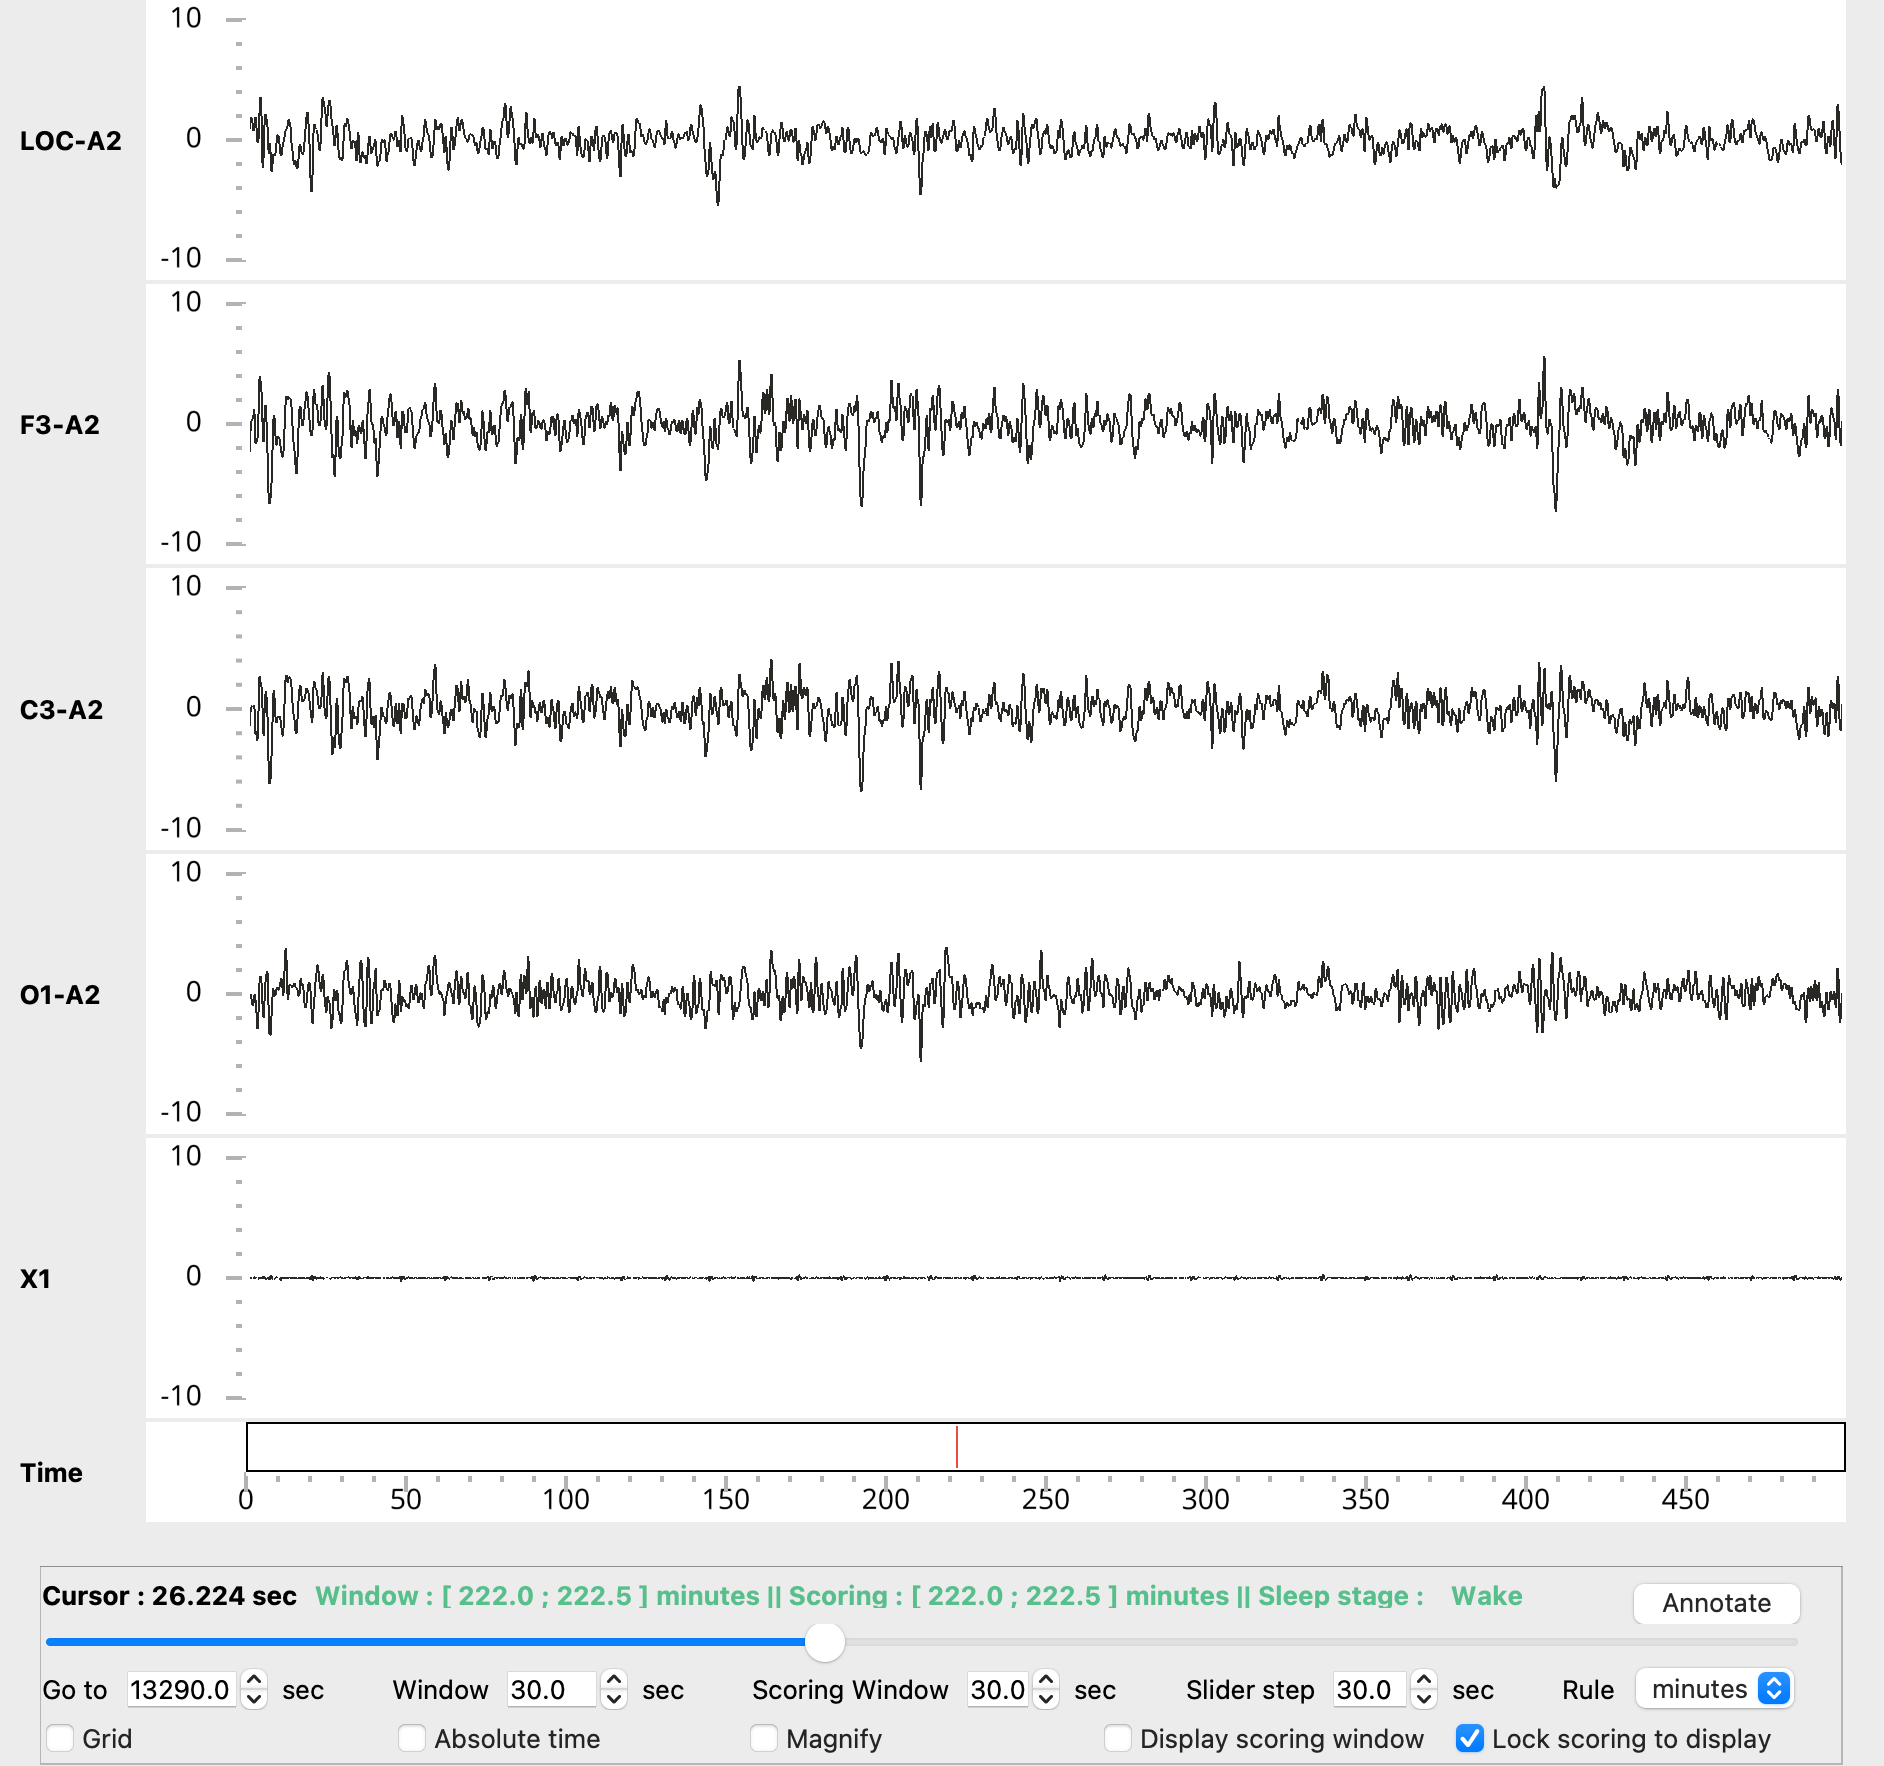 10
LOC-A2
0
-10
10
F3-A2
0
-10
10
C3-A2
0
-10
10
O1-A2
0
-10
10
X1
0
-10
Time
0 50 100 150 200 250 300 350 400 450
Cursor : 26.224 sec Window : [ 222.0 ; 222.5 ] minutes || Scoring : [ 222.0 ; 222.5 ] minutes || Sleep stage : Wake Annotate
Go to 13290.0 sec Window 30.0 sec Scoring Window 30.0 sec Slider step 30.0 sec Rule minutes
Grid Absolute time Magnify Display scoring window Lock scoring to display